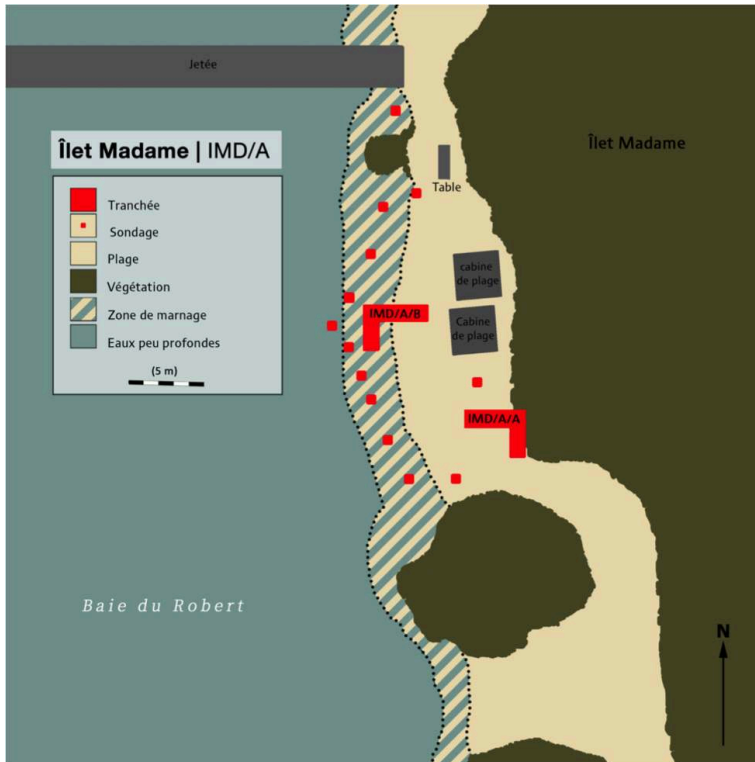 Jetée
Îlet Madame | IMD/A
Tranchée
Sondage
Plage
Végétation
Zone de marnage
Eaux peu profondes
(5 m)
Îlet Madame
Table
cabine
de plage
IMD/A/B
Cabine
de plage
IMD/A/A
Baie du Robert
N